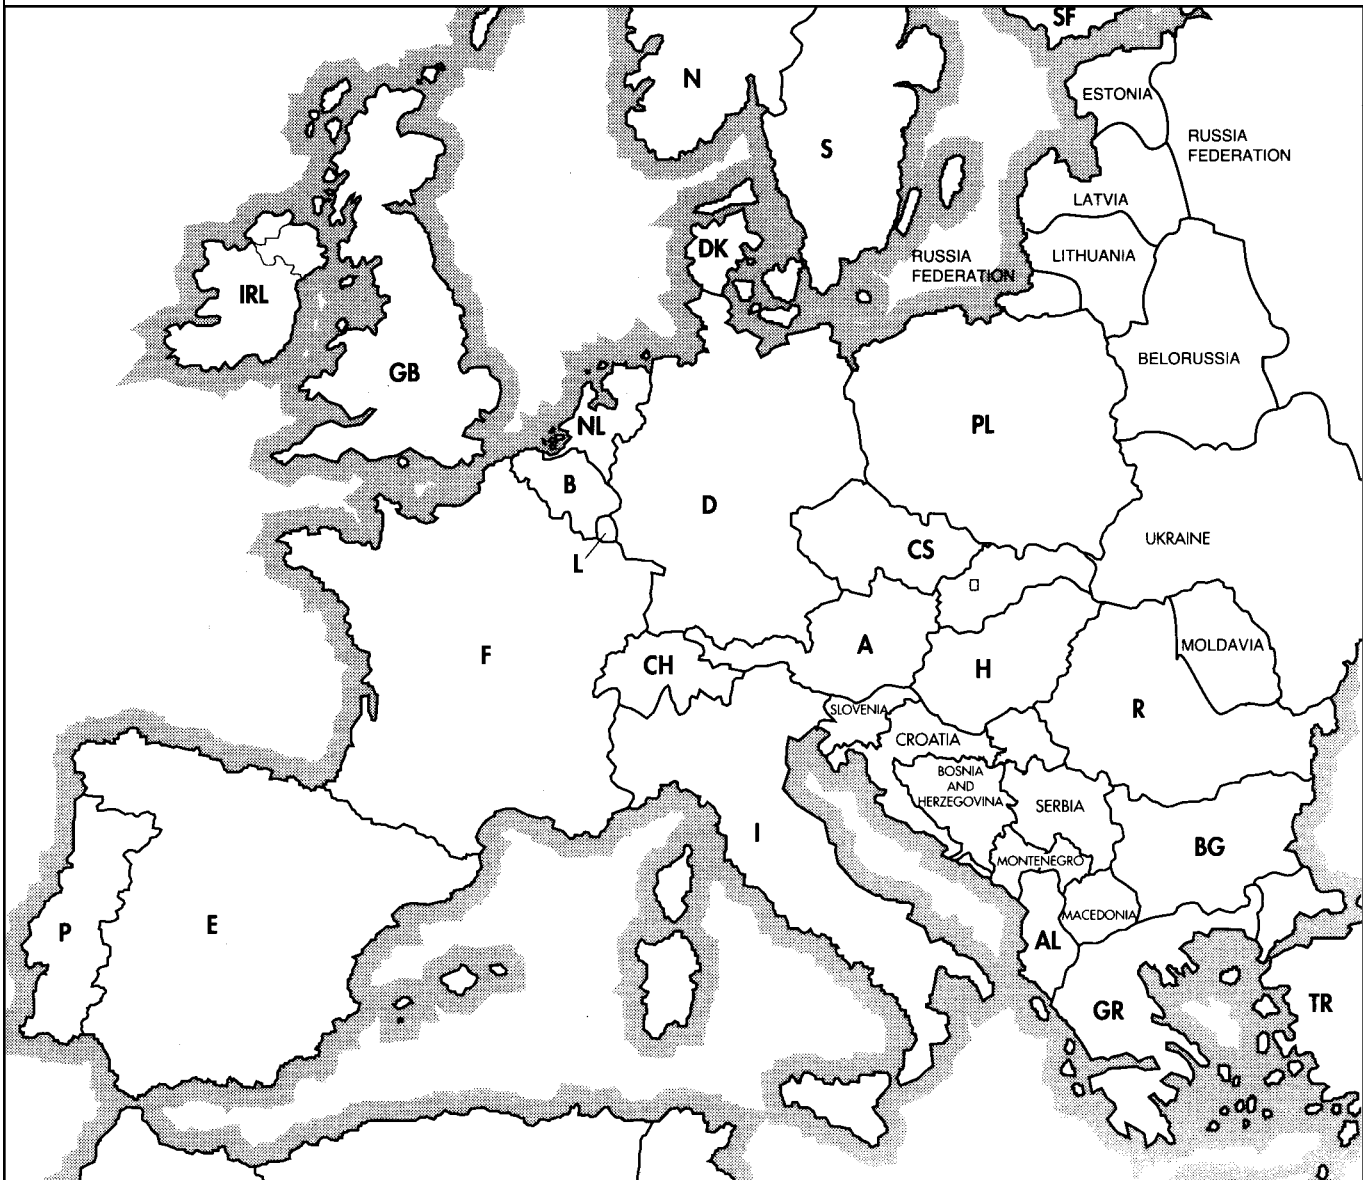 SF
N
ESTONIA
S
RUSSIA
FEDERATION
LATVIA
DK
RUSSIA
FEDERATION
LITHUANIA
IRL
GB
BELORUSSIA
NL
PL
B
D
L
CS
UKRAINE
F
CH
A
H
MOLDAVIA
SLOVENIA
R
CROATIA
BOSNIA
AND
HERZEGOVINA
SERBIA
I
MONTENEGRO
BG
P
E
MACEDONIA
AL
GR
TR